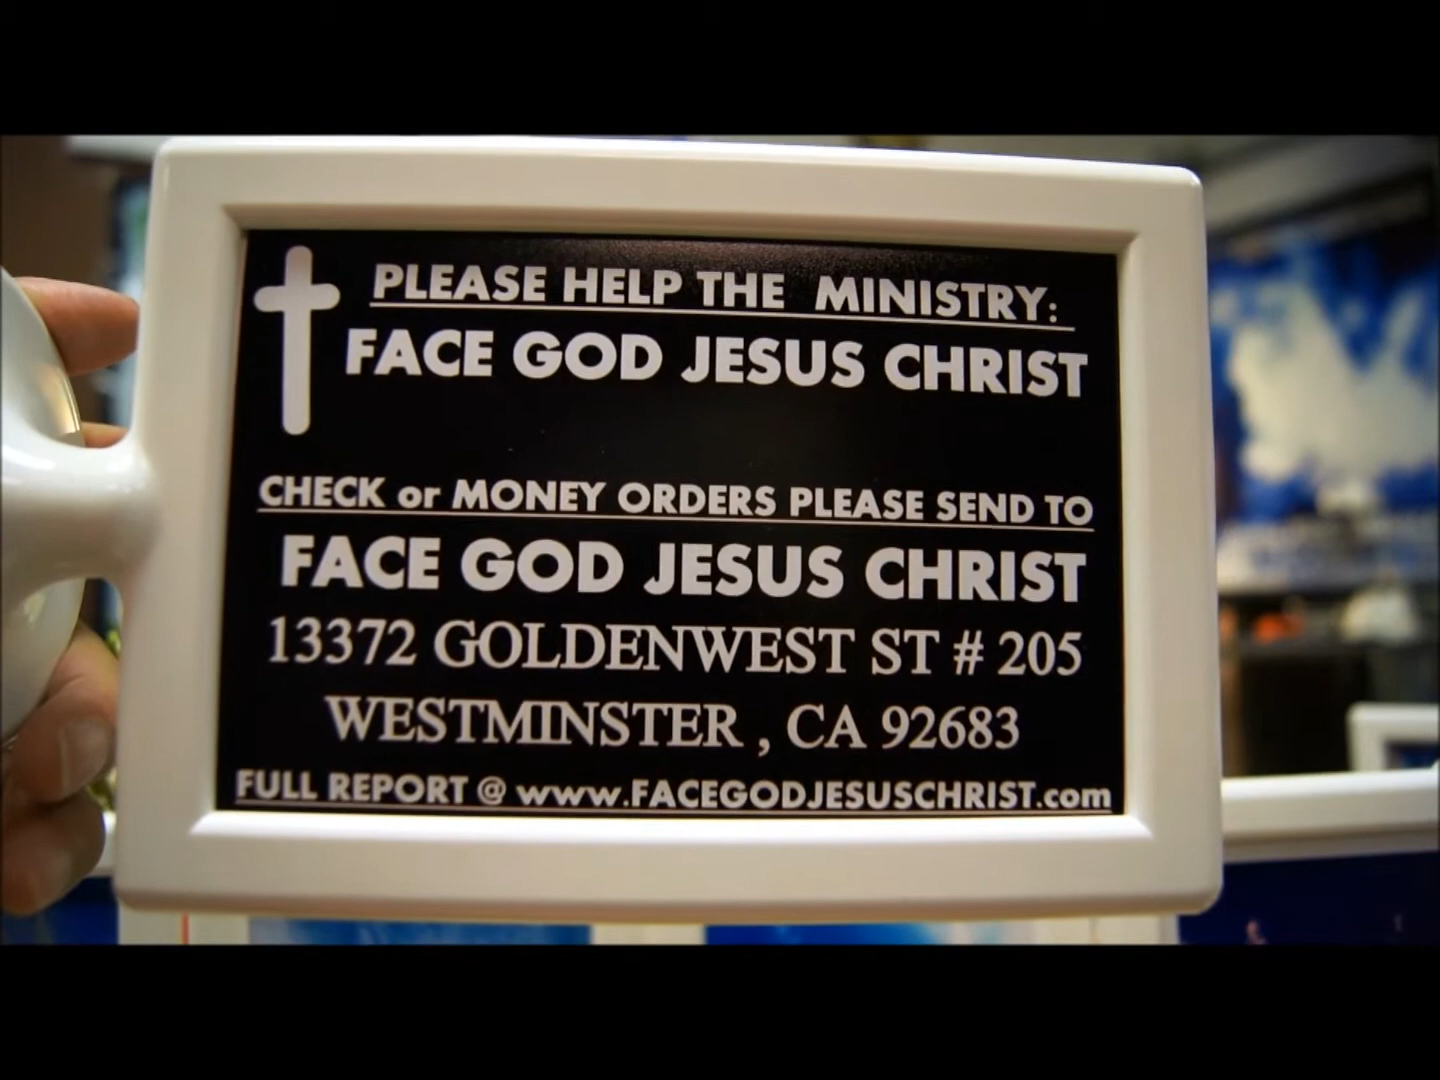 PLEASE HELP THE MINISTRY:
FACE GOD JESUS CHRIST
CHECK or MONEY ORDERS PLEASE SEND TO
FACE GOD JESUS CHRIST
13372 GOLDENWEST ST # 205
WESTMINSTER , CA 92683
FULL REPORT @ www.FACEGODJESUSCHRIST.com